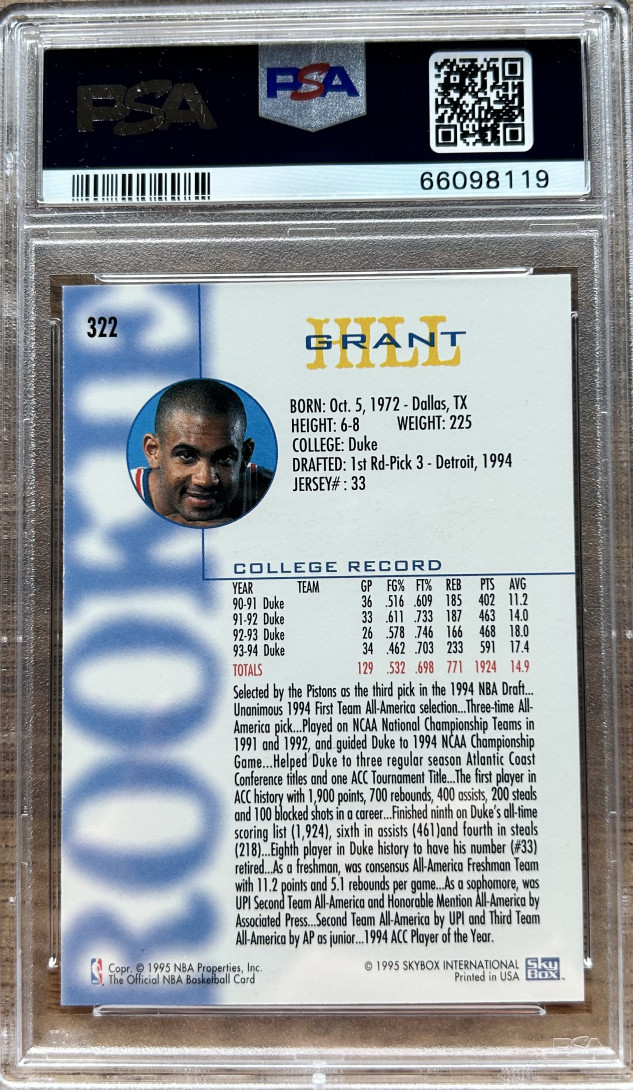 PSA
PSA
66098119
322
GRANT
HILL
BORN: Oct. 5, 1972 - Dallas, TX
HEIGHT: 6-8 WEIGHT: 225
COLLEGE: Duke
DRAFTED: 1st Rd-Pick 3 - Detroit, 1994
JERSEY# : 33
ROOKIE
COLLEGE RECORD
YEAR TEAM GP FG% FT% REB PTS AVG
90-91 Duke 36 .516 .609 185 402 11.2
91-92 Duke 33 .611 .733 187 463 14.0
92-93 Duke 26 .578 .746 166 468 18.0
93-94 Duke 34 .462 .703 233 591 17.4
TOTALS 129 .532 .698 771 1924 14.9
Selected by the Pistons as the third pick in the 1994 NBA Draft...
Unanimous 1994 First Team All-America selection...Three-time All-
America pick...Played on NCAA National Championship Teams in
1991 and 1992, and guided Duke to 1994 NCAA Championship
Game...Helped Duke to three regular season Atlantic Coast
Conference titles and one ACC Tournament Title...The first player in
ACC history with 1,900 points, 700 rebounds, 400 assists, 200 steals
and 100 blocked shots in a career...Finished ninth on Duke's all-time
scoring list (1,924), sixth in assists (461)and fourth in steals
(218)...Eighth player in Duke history to have his number (#33)
retired...As a freshman, was consensus All-America Freshman Team
with 11.2 points and 5.1 rebounds per game...As a sophomore, was
UPI Second Team All-America and Honorable Mention All-America by
Associated Press...Second Team All-America by UPI and Third Team
All-America by AP as junior...1994 ACC Player of the Year.
Copr. © 1995 NBA Properties, Inc.
The Official NBA Basketball Card
© 1995 SKYBOX INTERNATIONAL
Printed in USA
SkyBox
PSA